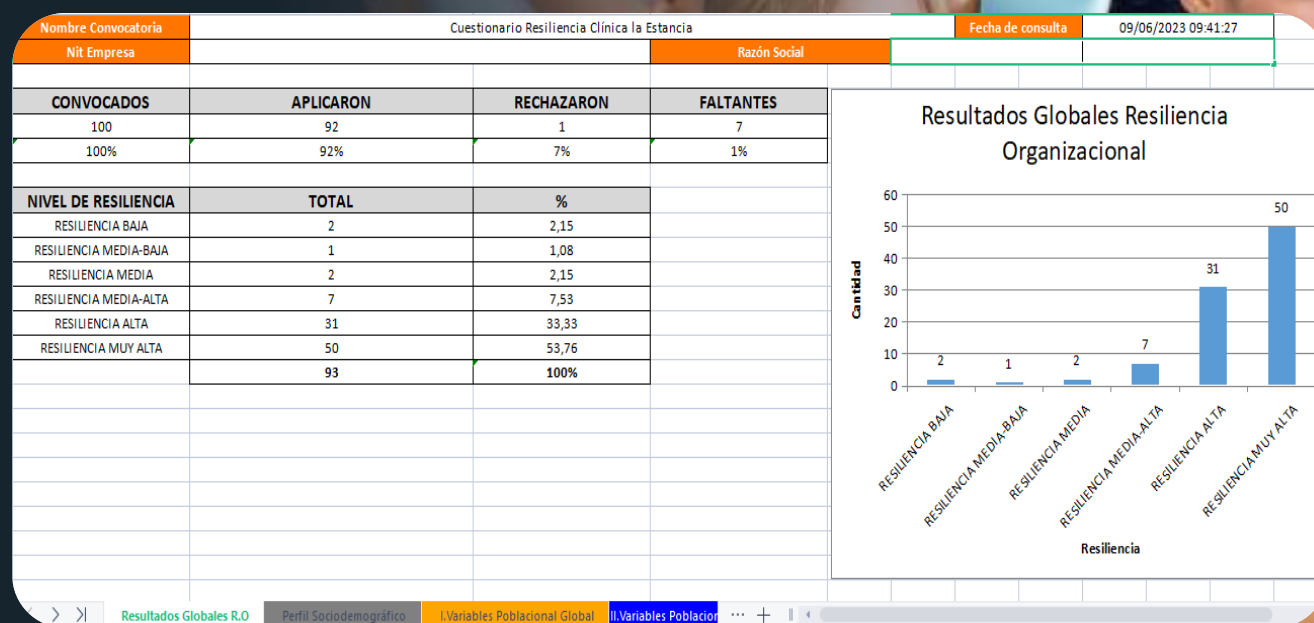 Nombre Convocatoria Cuestionario Resiliencia Clínica la Estancia Fecha de consulta 09/06/2023 09:41:27
Nit Empresa Razón Social
CONVOCADOS APLICARON RECHAZARON FALTANTES
100 92 1 7
100% 92% 7% 1%
NIVEL DE RESILIENCIA TOTAL %
RESILIENCIA BAJA 2 2,15
RESILIENCIA MEDIA-BAJA 1 1,08
RESILIENCIA MEDIA 2 2,15
RESILIENCIA MEDIA-ALTA 7 7,53
RESILIENCIA ALTA 31 33,33
RESILIENCIA MUY ALTA 50 53,76
93 100%
Resultados Globales Resiliencia
Organizacional
Cantidad
60
50
40
30
20
10
0
2 1 2 7 31 50
RESILIENCIA BAJA
RESILIENCIA MEDIA-BAJA
RESILIENCIA MEDIA
RESILIENCIA MEDIA-ALTA
RESILIENCIA ALTA
RESILIENCIA MUY ALTA
Resiliencia
Resultados Globales R.O Perfil Sociodemográfico I.Variables Poblacional Global II.Variables Poblacion